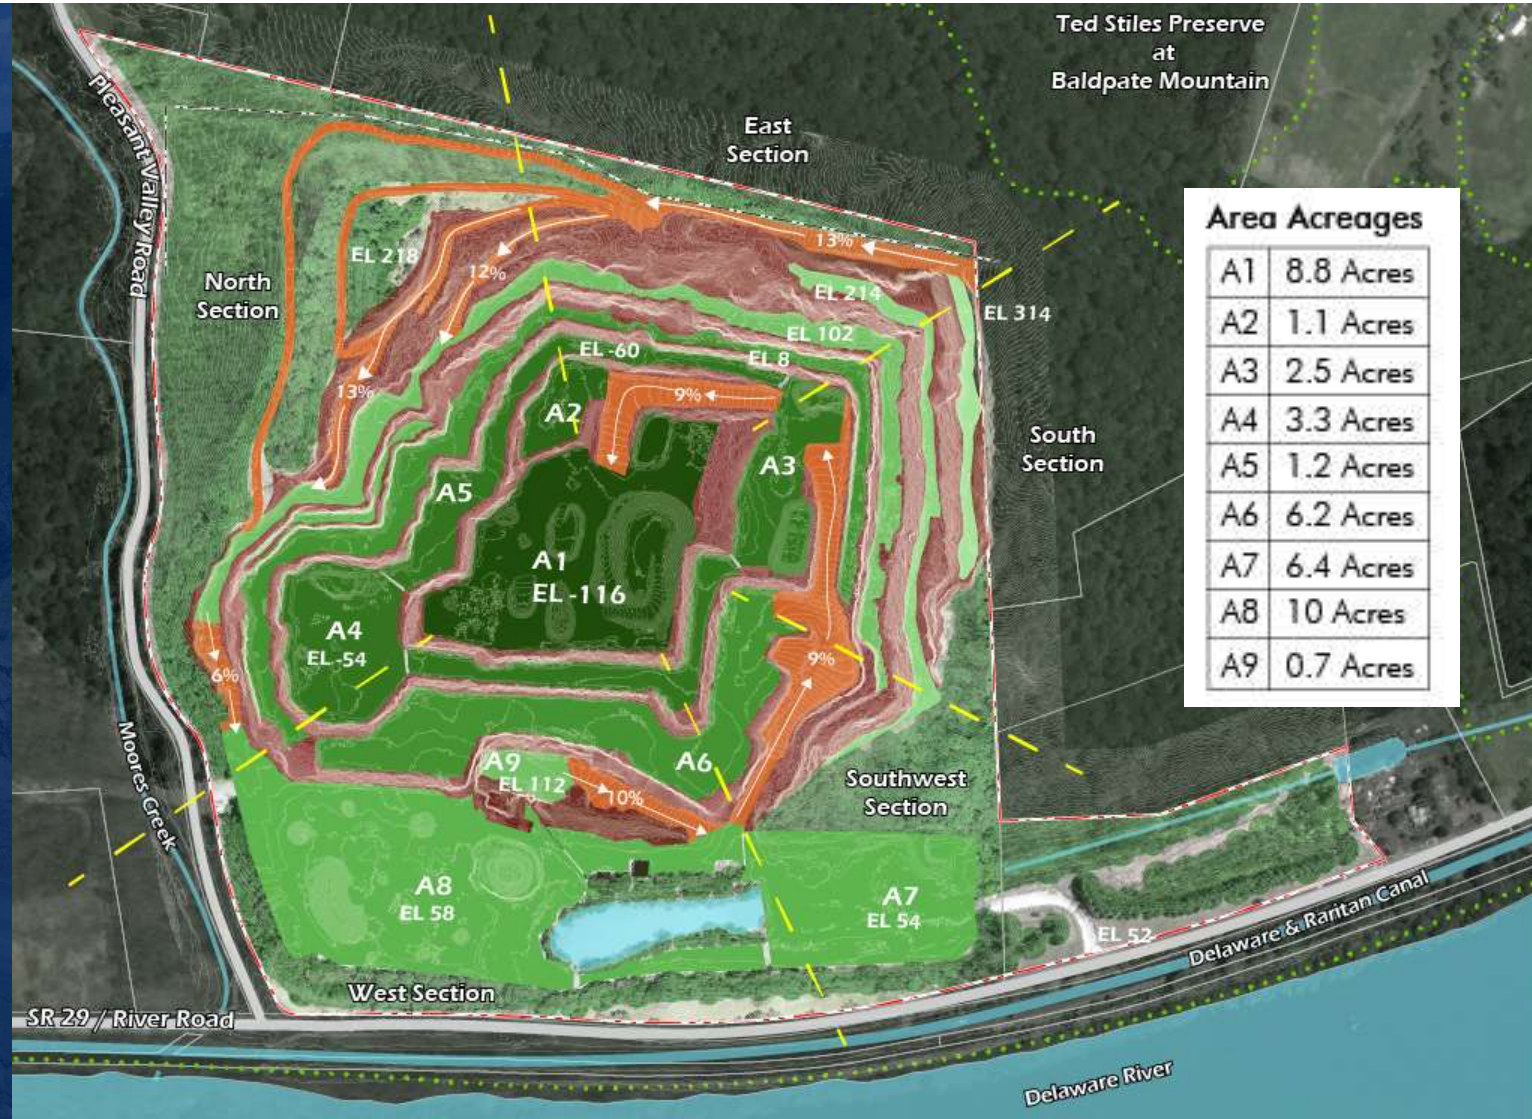 Ted Stiles Preserve
at
Baldpate Mountain
East
Section
Pleasant Valley Road
North
Section
EL 218
13%
12%
EL 214
EL 314
EL 102
EL 8
EL -60
13%
9%
A2
A3
A5
South
Section
A1
EL -116
A4
EL -54
6%
9%
A9
EL 112
10%
A6
Southwest
Section
Moores Creek
A8
EL 58
A7
EL 54
EL 52
West Section
SR 29 / River Road
Delaware & Raritan Canal
Delaware River
Area Acreages
A1 8.8 Acres
A2 1.1 Acres
A3 2.5 Acres
A4 3.3 Acres
A5 1.2 Acres
A6 6.2 Acres
A7 6.4 Acres
A8 10 Acres
A9 0.7 Acres